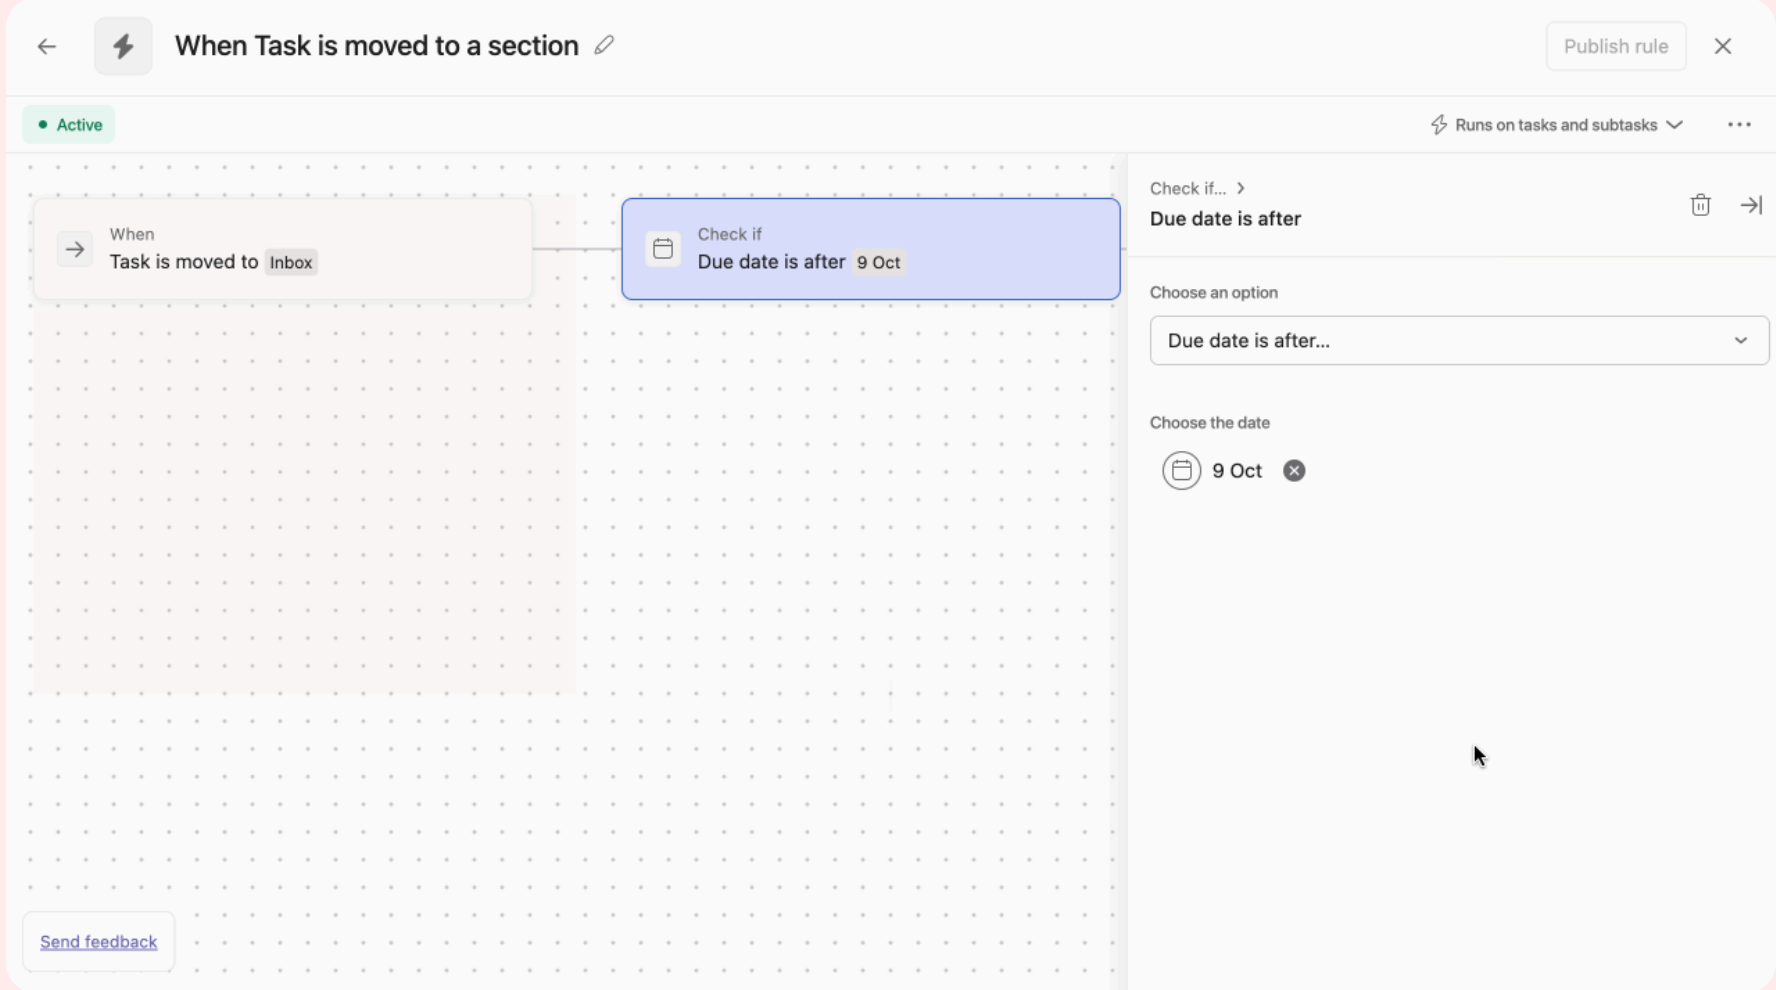 When Task is moved to a section
Publish rule
Active
Runs on tasks and subtasks
When
Task is moved to Inbox
Check if
Due date is after 9 Oct
Check if...
Due date is after
Choose an option
Due date is after...
Choose the date
9 Oct
Send feedback